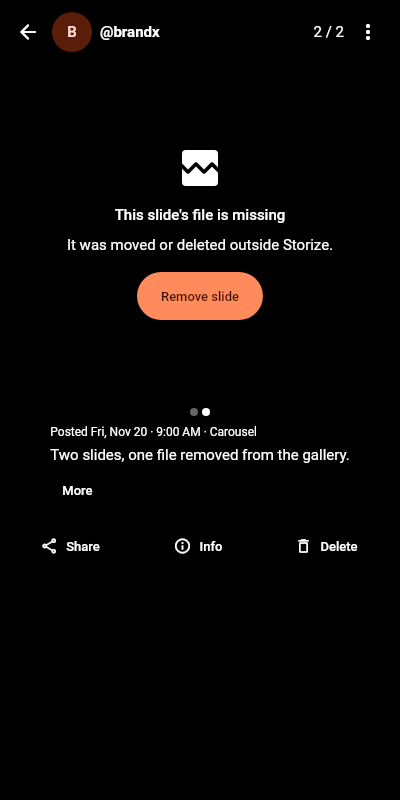 B
@brandx
2 / 2
This slide's file is missing
It was moved or deleted outside Storize.
Remove slide
Posted Fri, Nov 20 · 9:00 AM · Carousel
Two slides, one file removed from the gallery.
More
Share
Info
Delete